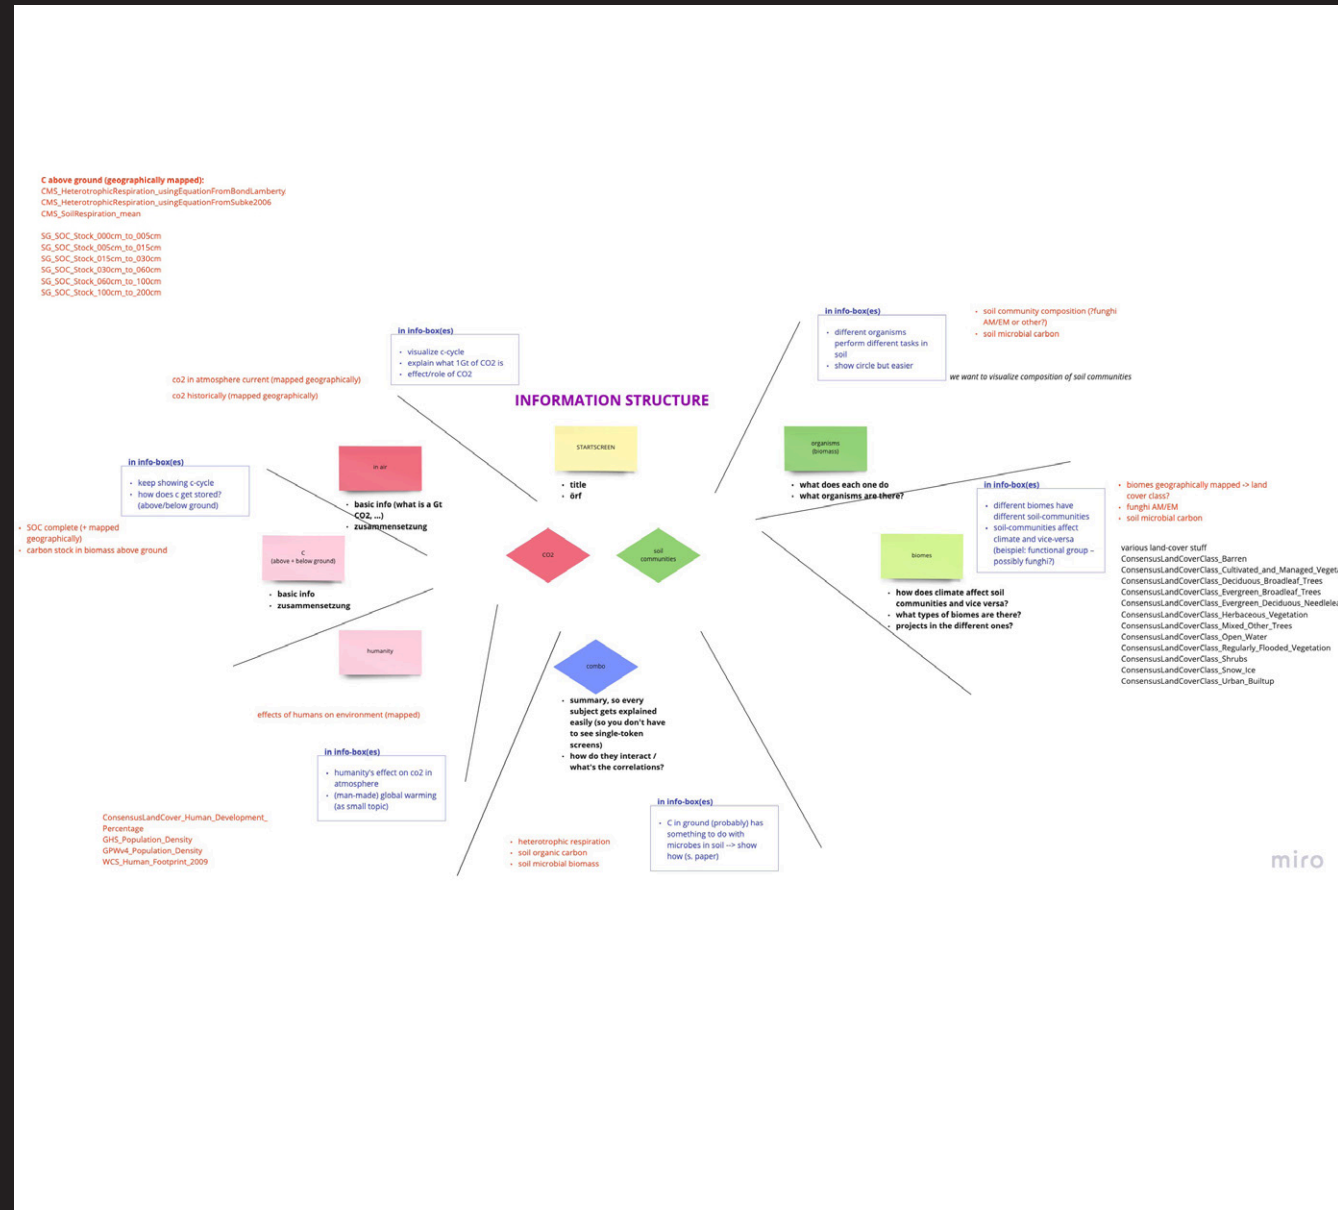 C above ground (geographically mapped):
CMS_HeterotrophicRespiration_usingEquationFromBondLamberty
CMS_HeterotrophicRespiration_usingEquationFromSubke2006
CMS_SoilRespiration_mean
SG_SOC_Stock_000cm_to_005cm
SG_SOC_Stock_005cm_to_015cm
SG_SOC_Stock_015cm_to_030cm
SG_SOC_Stock_030cm_to_060cm
SG_SOC_Stock_060cm_to_100cm
SG_SOC_Stock_100cm_to_200cm
in info-box(es)
• visualize c-cycle
• explain what 1Gt of CO2 is
• effect/role of CO2
co2 in atmosphere current (mapped geographically)
co2 historically (mapped geographically)
INFORMATION STRUCTURE
STARTSCREEN
• title
• örf
in air
• basic info (what is a Gt
CO2, ...)
• zusammensetzung
in info-box(es)
• keep showing c-cycle
• how does c get stored?
(above/below ground)
• SOC complete (+ mapped
geographically)
• carbon stock in biomass above ground
C
(above + below ground)
• basic info
• zusammensetzung
CO2
soil
communities
humanity
effects of humans on environment (mapped)
in info-box(es)
• humanity's effect on co2 in
atmosphere
• (man-made) global warming
(as small topic)
ConsensusLandCover_Human_Development_
Percentage
GHS_Population_Density
GPWv4_Population_Density
WCS_Human_Footprint_2009
combo
• summary, so every
subject gets explained
easily (so you don't have
to see single-token
screens)
• how do they interact /
what's the correlations?
in info-box(es)
• C in ground (probably) has
something to do with
microbes in soil --> show
how (s. paper)
• heterotrophic respiration
• soil organic carbon
• soil microbial biomass
in info-box(es)
• different organisms
perform different tasks in
soil
• show circle but easier
• soil community composition (?funghi
AM/EM or other?)
• soil microbial carbon
we want to visualize composition of soil communities
organisms
(biomass)
• what does each one do
• what organisms are there?
in info-box(es)
• different biomes have
different soil-communities
• soil-communities affect
climate and vice-versa
(beispiel: functional group –
possibly funghi?)
• biomes geographically mapped -> land
cover class?
• funghi AM/EM
• soil microbial carbon
biomes
• how does climate affect soil
communities and vice versa?
• what types of biomes are there?
• projects in the different ones?
various land-cover stuff
ConsensusLandCoverClass_Barren
ConsensusLandCoverClass_Cultivated_and_Managed_Vegeta
ConsensusLandCoverClass_Deciduous_Broadleaf_Trees
ConsensusLandCoverClass_Evergreen_Broadleaf_Trees
ConsensusLandCoverClass_Evergreen_Deciduous_Needlelea
ConsensusLandCoverClass_Herbaceous_Vegetation
ConsensusLandCoverClass_Mixed_Other_Trees
ConsensusLandCoverClass_Open_Water
ConsensusLandCoverClass_Regularly_Flooded_Vegetation
ConsensusLandCoverClass_Shrubs
ConsensusLandCoverClass_Snow_Ice
ConsensusLandCoverClass_Urban_Builtup
miro